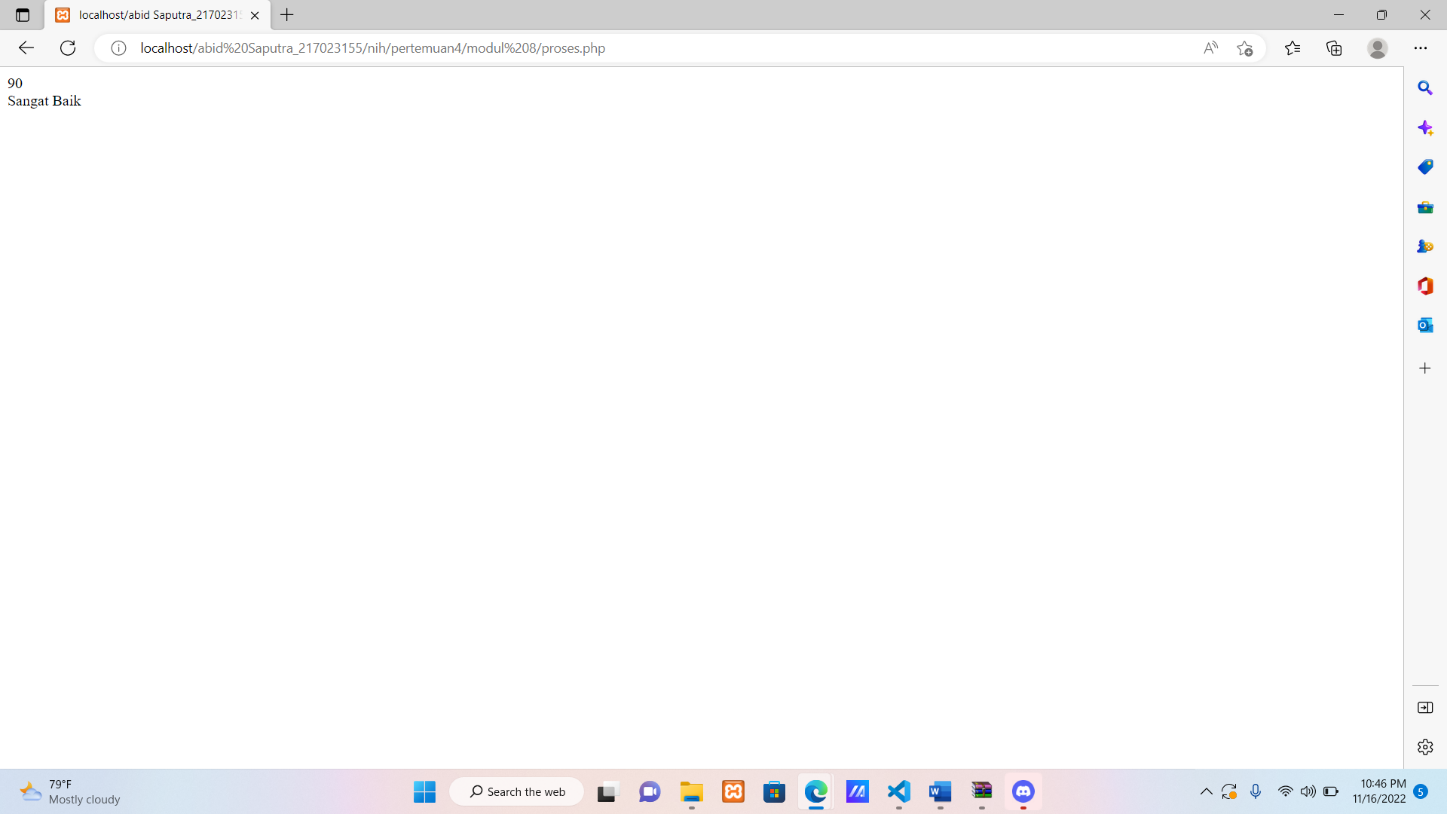 localhost/abid Saputra_21702315
localhost/abid%20Saputra_217023155/nih/pertemuan4/modul%208/proses.php
90
Sangat Baik
79°F
Mostly cloudy
Search the web
10:46 PM
11/16/2022
5